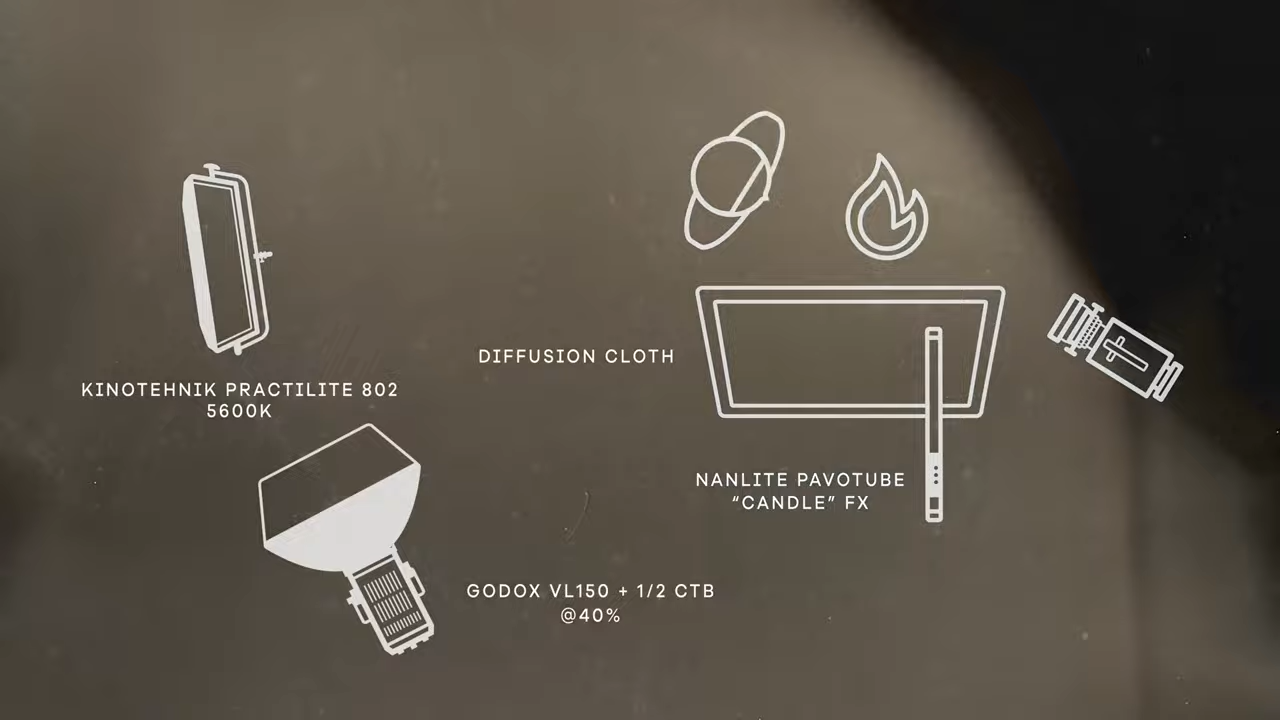 DIFFUSION CLOTH
KINOTEHNIK PRACTILITE 802
5600K
NANLITE PAVOTUBE
“CANDLE” FX
GODOX VL150 + 1/2 CTB
@40%